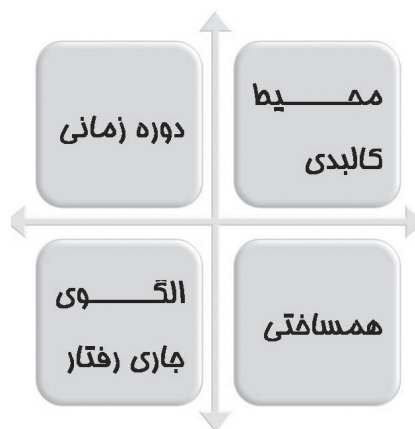 محیط
کالبدی
دوره زمانی
همساختی
الگوی
جاری رفتار